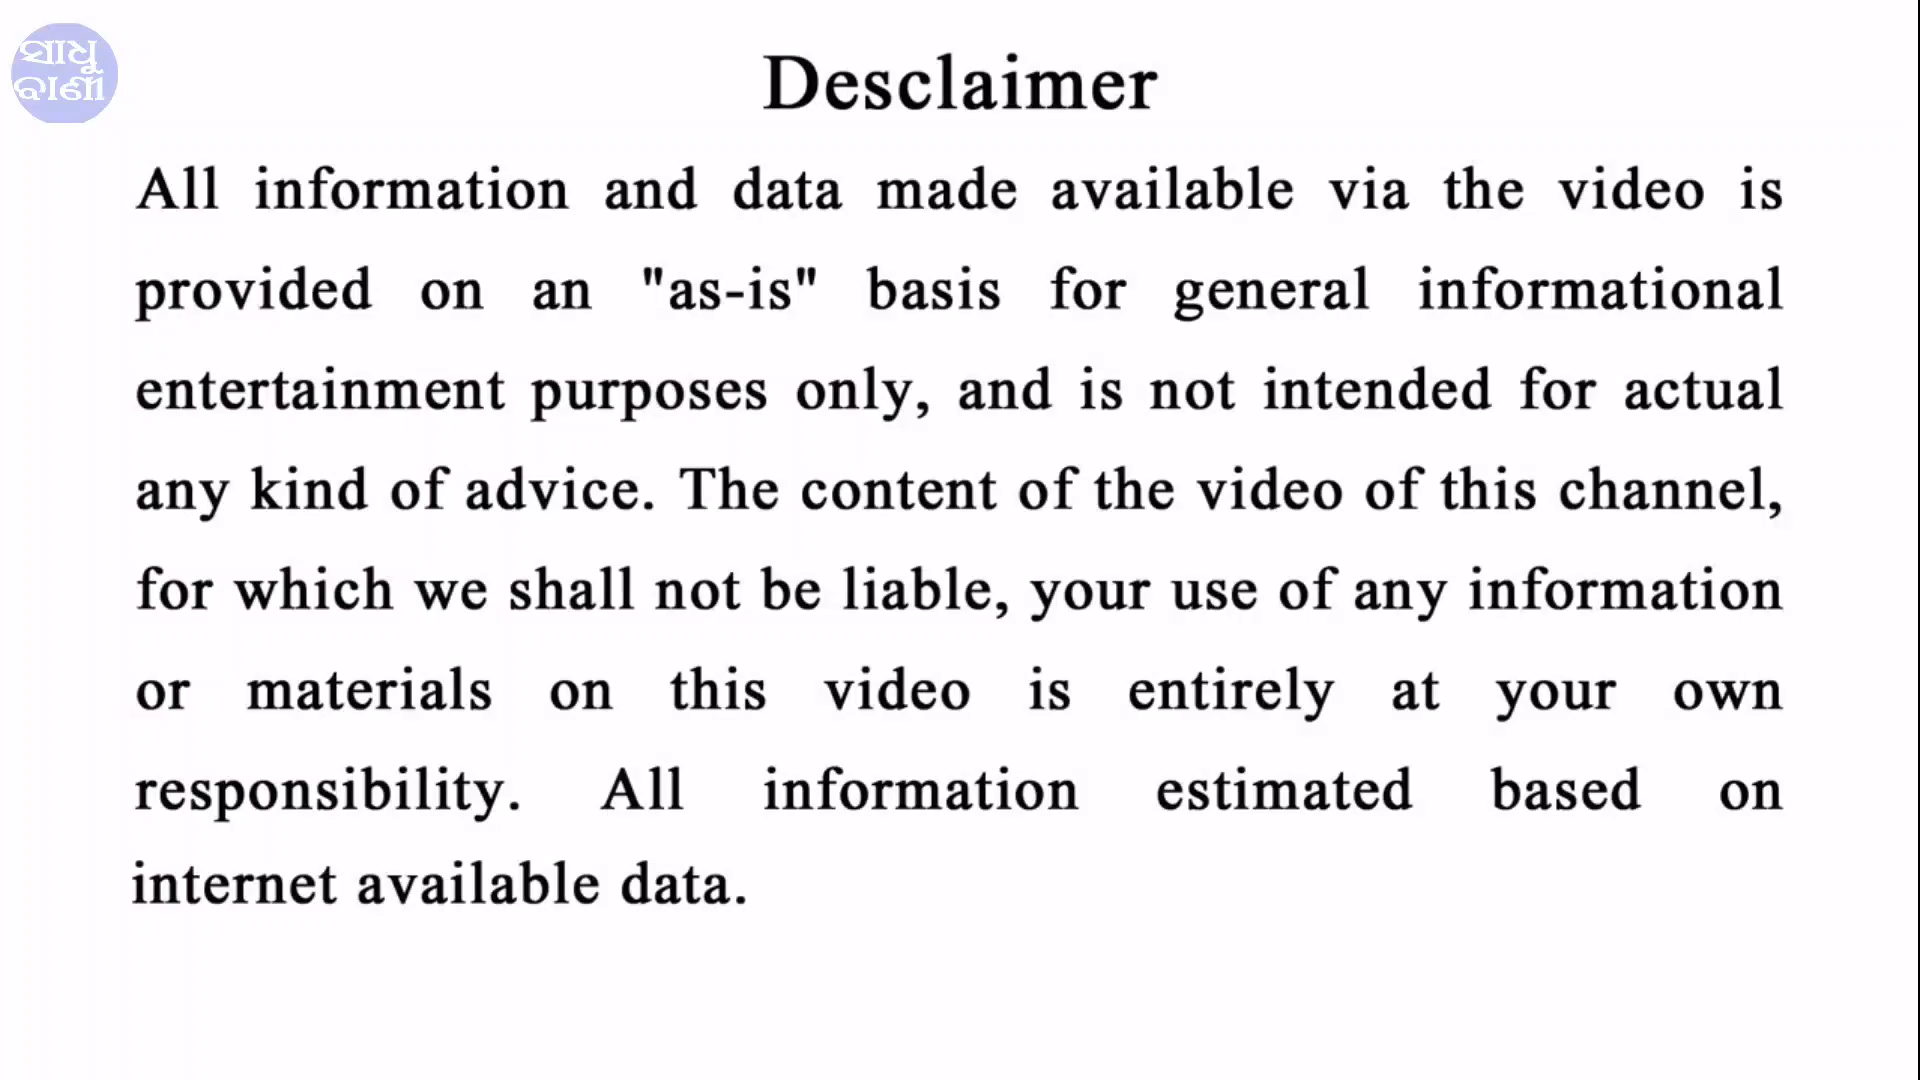 ସାଧୁ
ବାଣୀ
Desclaimer
All information and data made available via the video is
provided on an "as-is" basis for general informational
entertainment purposes only, and is not intended for actual
any kind of advice. The content of the video of this channel,
for which we shall not be liable, your use of any information
or materials on this video is entirely at your own
responsibility. All information estimated based on
internet available data.